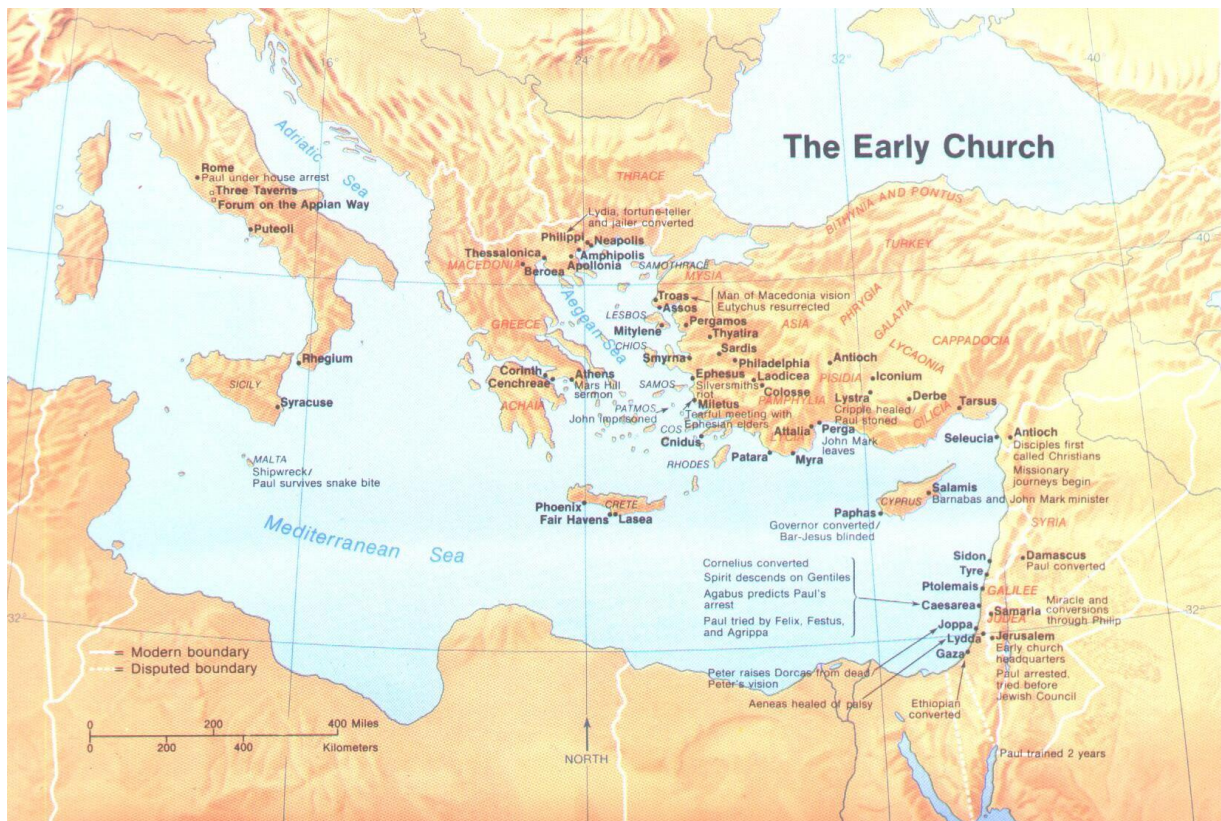 The Early Church
16°
24°
32°
40°
40
32°
32°
Adriatic
Sea
Aegean Sea
Mediterranean Sea
Rome
Paul under house arrest
Three Taverns
Forum on the Appian Way
Puteoli
Rhegium
SICILY
Syracuse
MALTA
Shipwreck/
Paul survives snake bite
THRACE
Lydia, fortune-teller
and jailer converted
Philippi
Neapolis
Thessalonica
Amphipolis
MACEDONIA
Beroea
Apollonia
SAMOTHRACE
GREECE
Corinth
Cenchreae
Athens
Mars Hill
sermon
ACHAIA
BITHYNIA AND PONTUS
TURKEY
MYSIA
Troas
Man of Macedonia vision
Eutychus resurrected
Assos
LESBOS
Mitylene
Pergamos
Thyatira
ASIA
PHRYGIA
GALATIA
LYCAONIA
CAPPADOCIA
CHIOS
Smyrna
Sardis
Philadelphia
Antioch
SAMOS
Ephesus
Silversmiths
riot
Laodicea
Colosse
PISIDIA
Iconium
PATMOS
John imprisoned
Miletus
Tearful meeting with
Ephesian elders
PAMPHYLIA
Lystra
Cripple healed/
Paul stoned
Derbe
CILICIA
Tarsus
COS
Cnidus
LYCIA
Attalia
Perga
John Mark
leaves
RHODES
Patara
Myra
Seleucia
Antioch
Disciples first
called Christians
Missionary
journeys begin
Phoenix
CRETE
Fair Havens
Lasea
CYPRUS
Salamis
Barnabas and John Mark minister
Paphas
Governor converted/
Bar-Jesus blinded
SYRIA
Cornelius converted
Spirit descends on Gentiles
Agabus predicts Paul's
arrest
Paul tried by Felix, Festus,
and Agrippa
Sidon
Damascus
Paul converted
Tyre
Ptolemais
GALILEE
Caesarea
Samaria
Miracle and
conversions
through Philip
JUDEA
Joppa
Lydda
Gaza
Jerusalem
Early church
headquarters
Paul arrested,
tried before
Jewish Council
Peter raises Dorcas from dead/
Peter's vision
Aeneas healed of palsy
Ethiopian
converted
Paul trained 2 years
= Modern boundary
= Disputed boundary
0 200 400 Miles
0 200 400 Kilometers
NORTH